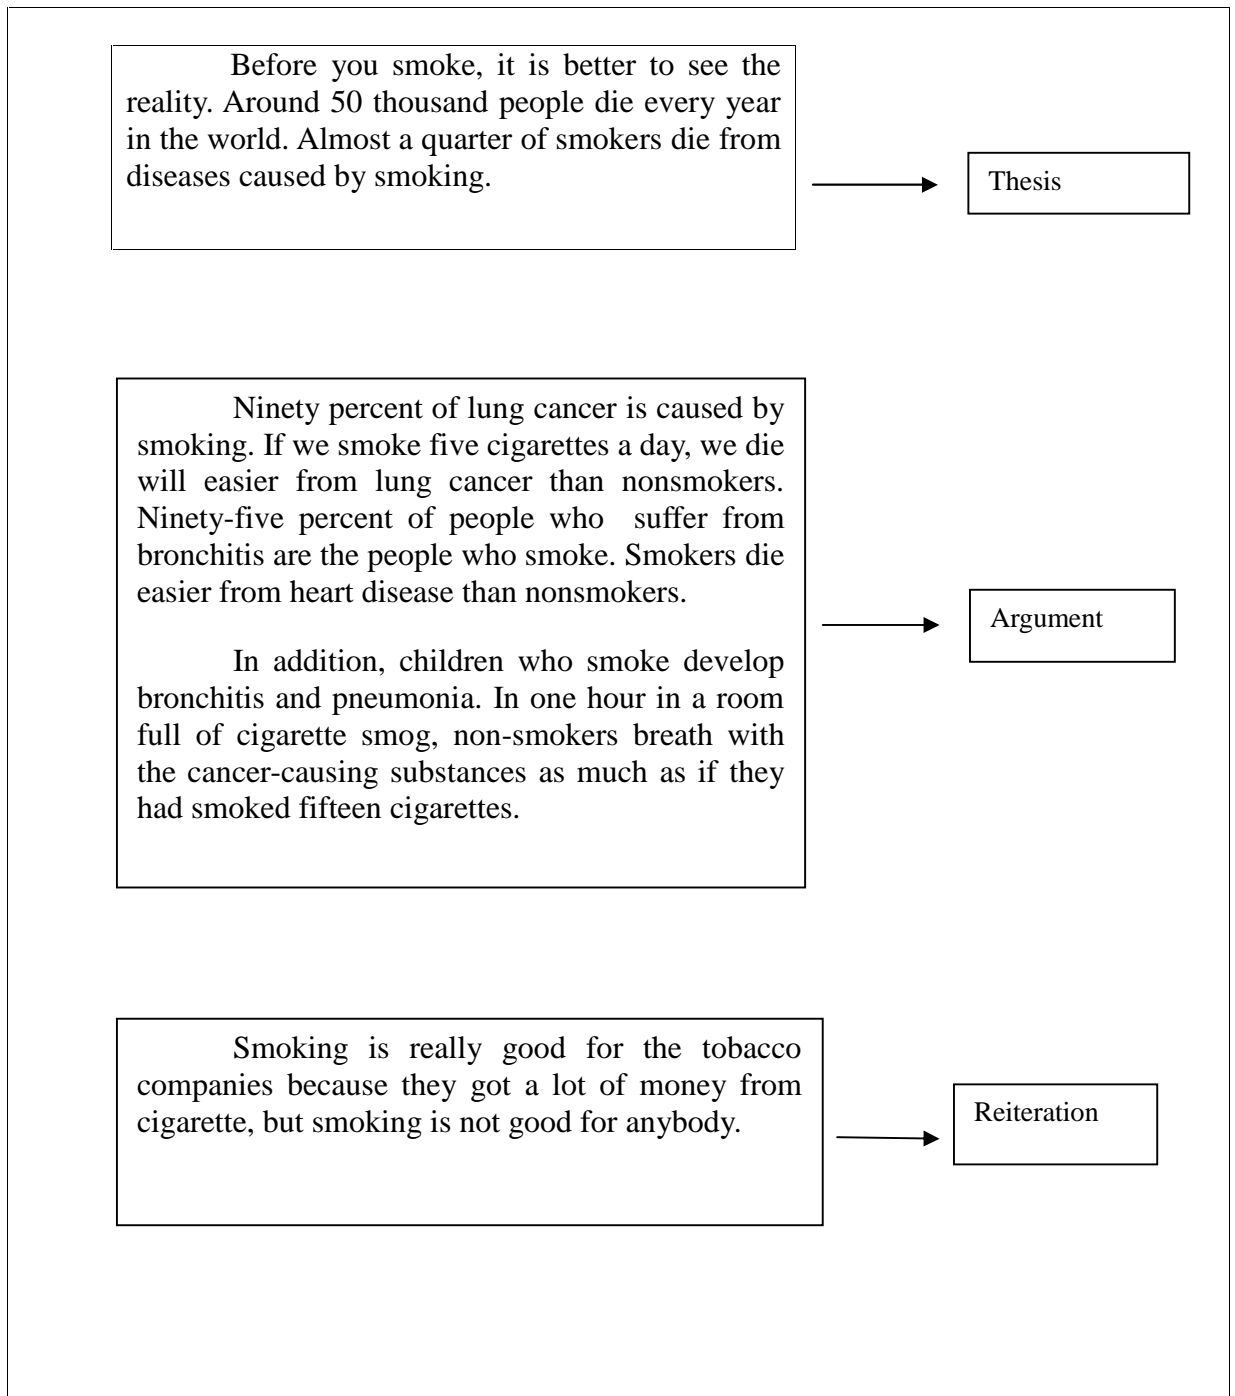 Before you smoke, it is better to see the
reality. Around 50 thousand people die every year
in the world. Almost a quarter of smokers die from
diseases caused by smoking.
Thesis
Ninety percent of lung cancer is caused by
smoking. If we smoke five cigarettes a day, we die
will easier from lung cancer than nonsmokers.
Ninety-five percent of people who suffer from
bronchitis are the people who smoke. Smokers die
easier from heart disease than nonsmokers.
Argument
In addition, children who smoke develop
bronchitis and pneumonia. In one hour in a room
full of cigarette smog, non-smokers breath with
the cancer-causing substances as much as if they
had smoked fifteen cigarettes.
Smoking is really good for the tobacco
companies because they got a lot of money from
cigarette, but smoking is not good for anybody.
Reiteration